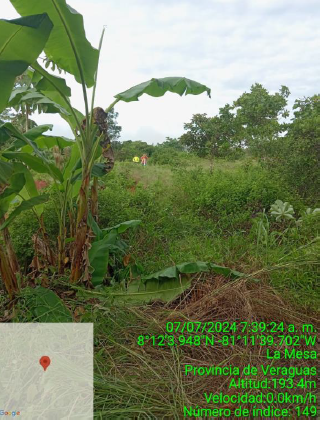 07/07/2024 7:39:24 a. m.
8°12'3.948"N -81°11'39.702"W
La Mesa
Provincia de Veraguas
Altitud:193.4m
Velocidad:0.0km/h
Número de índice: 149
Google